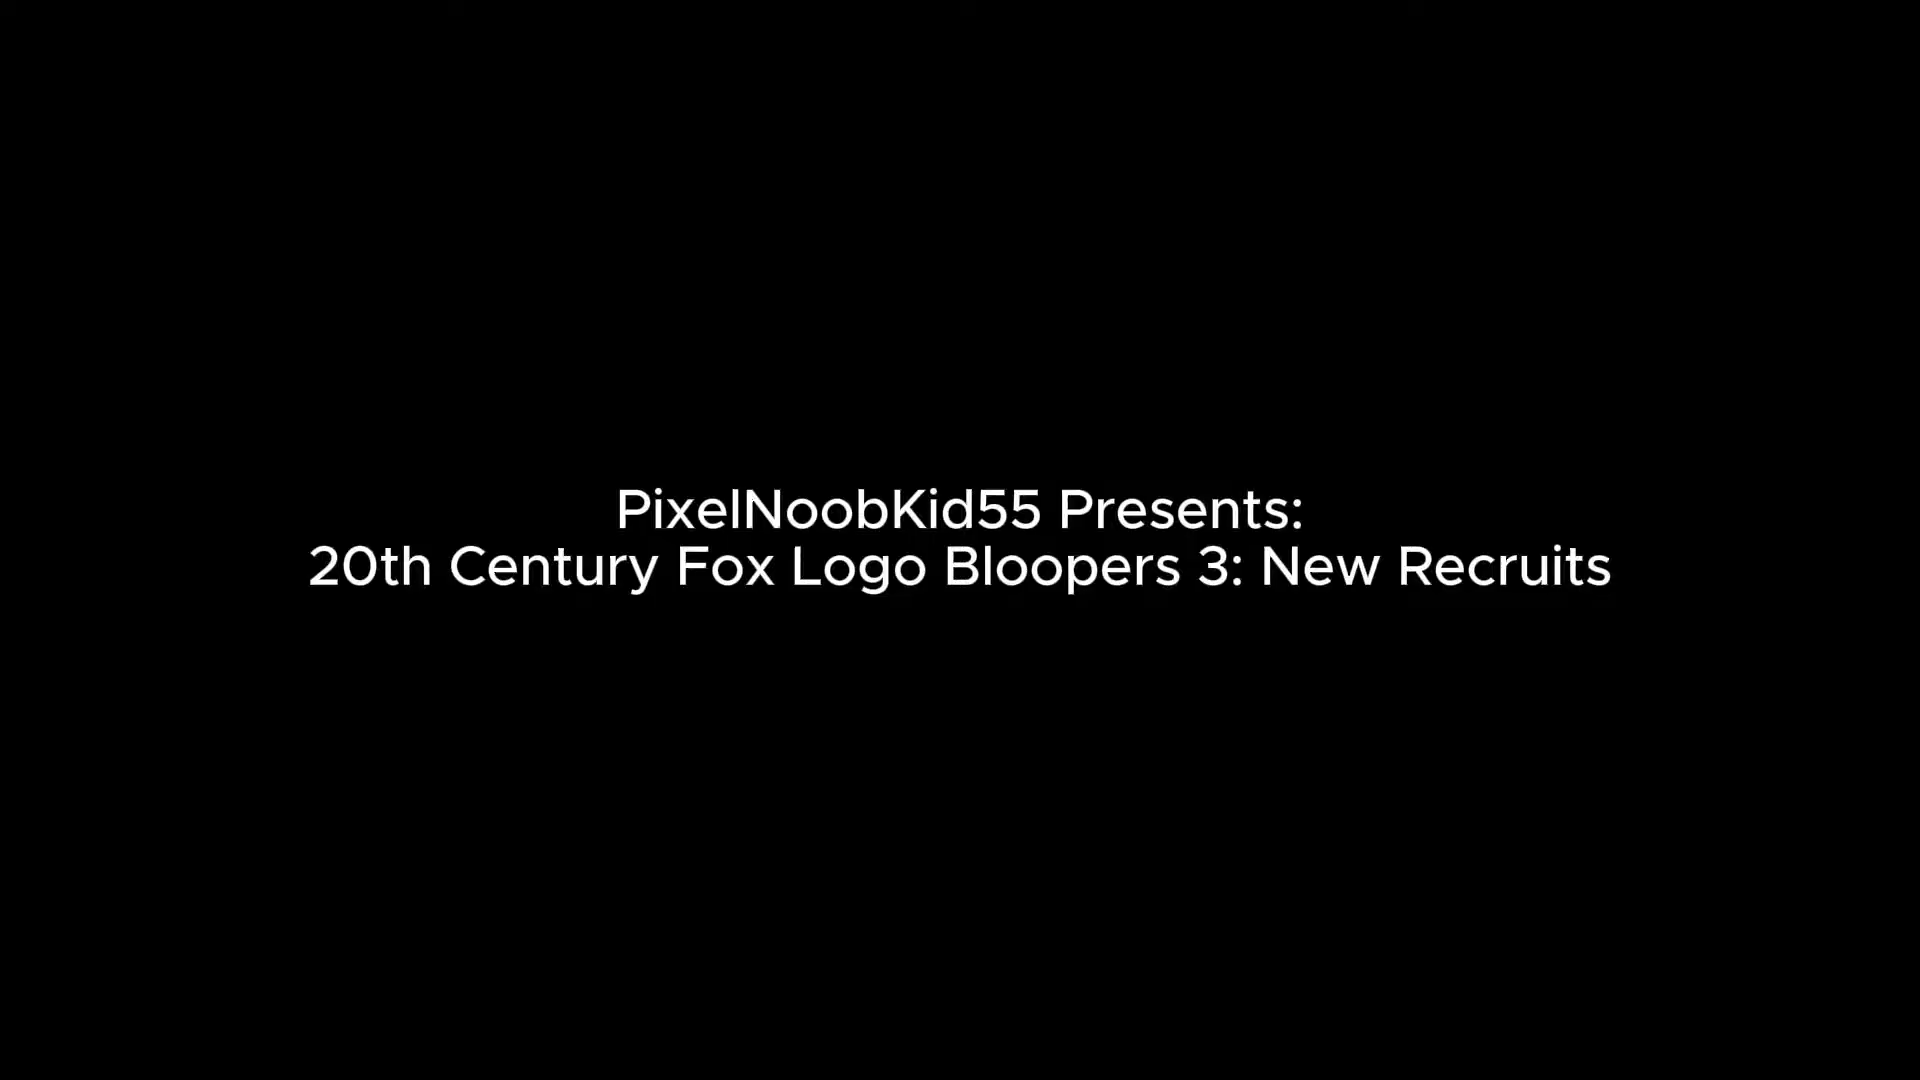 PixelNoobKid55 Presents:
20th Century Fox Logo Bloopers 3: New Recruits